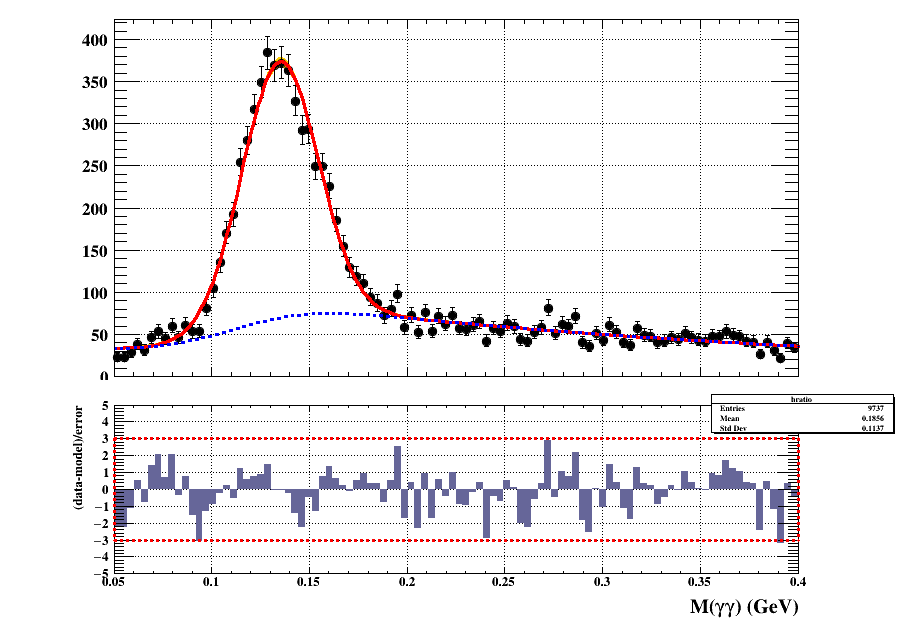 400
350
300
250
200
150
100
50
0
(data-model)/error
5
4
3
2
1
0
−1
−2
−3
−4
−5
hratio
Entries 9737
Mean 0.1856
Std Dev 0.1137
0.05 0.1 0.15 0.2 0.25 0.3 0.35 0.4
M(γγ) (GeV)